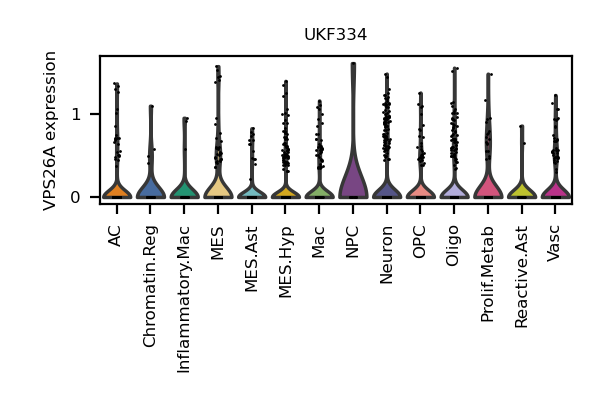 UKF334
VPS26A expression
1
0
AC
Chromatin.Reg
Inflammatory.Mac
MES
MES.Ast
MES.Hyp
Mac
NPC
Neuron
OPC
Oligo
Prolif.Metab
Reactive.Ast
Vasc